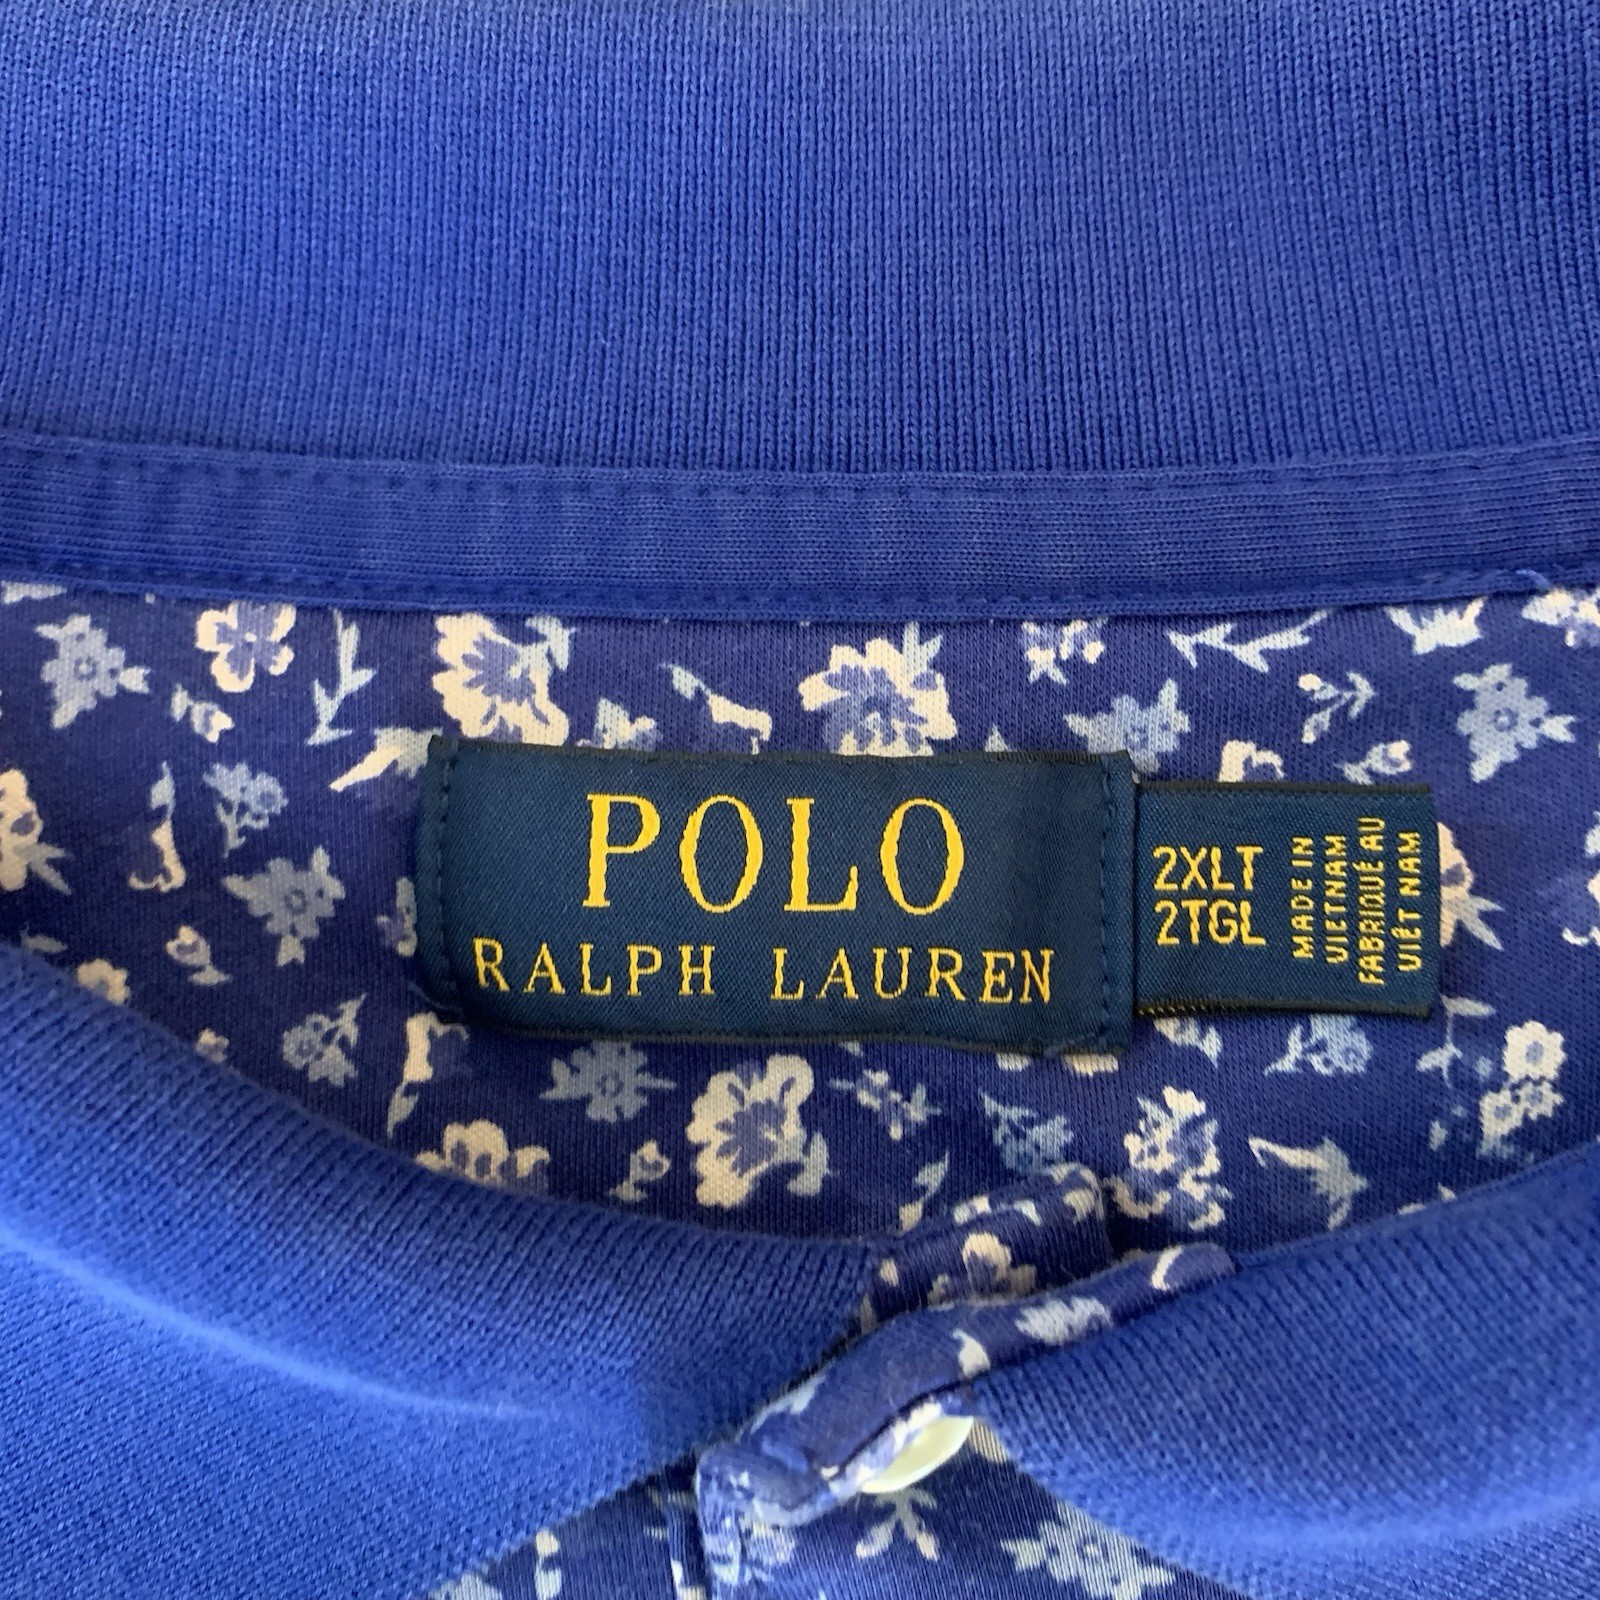 POLO
RALPH LAUREN
2XLT
2TGL
MADE IN
VIETNAM
FABRIQUÉ AU
VIÊT NAM